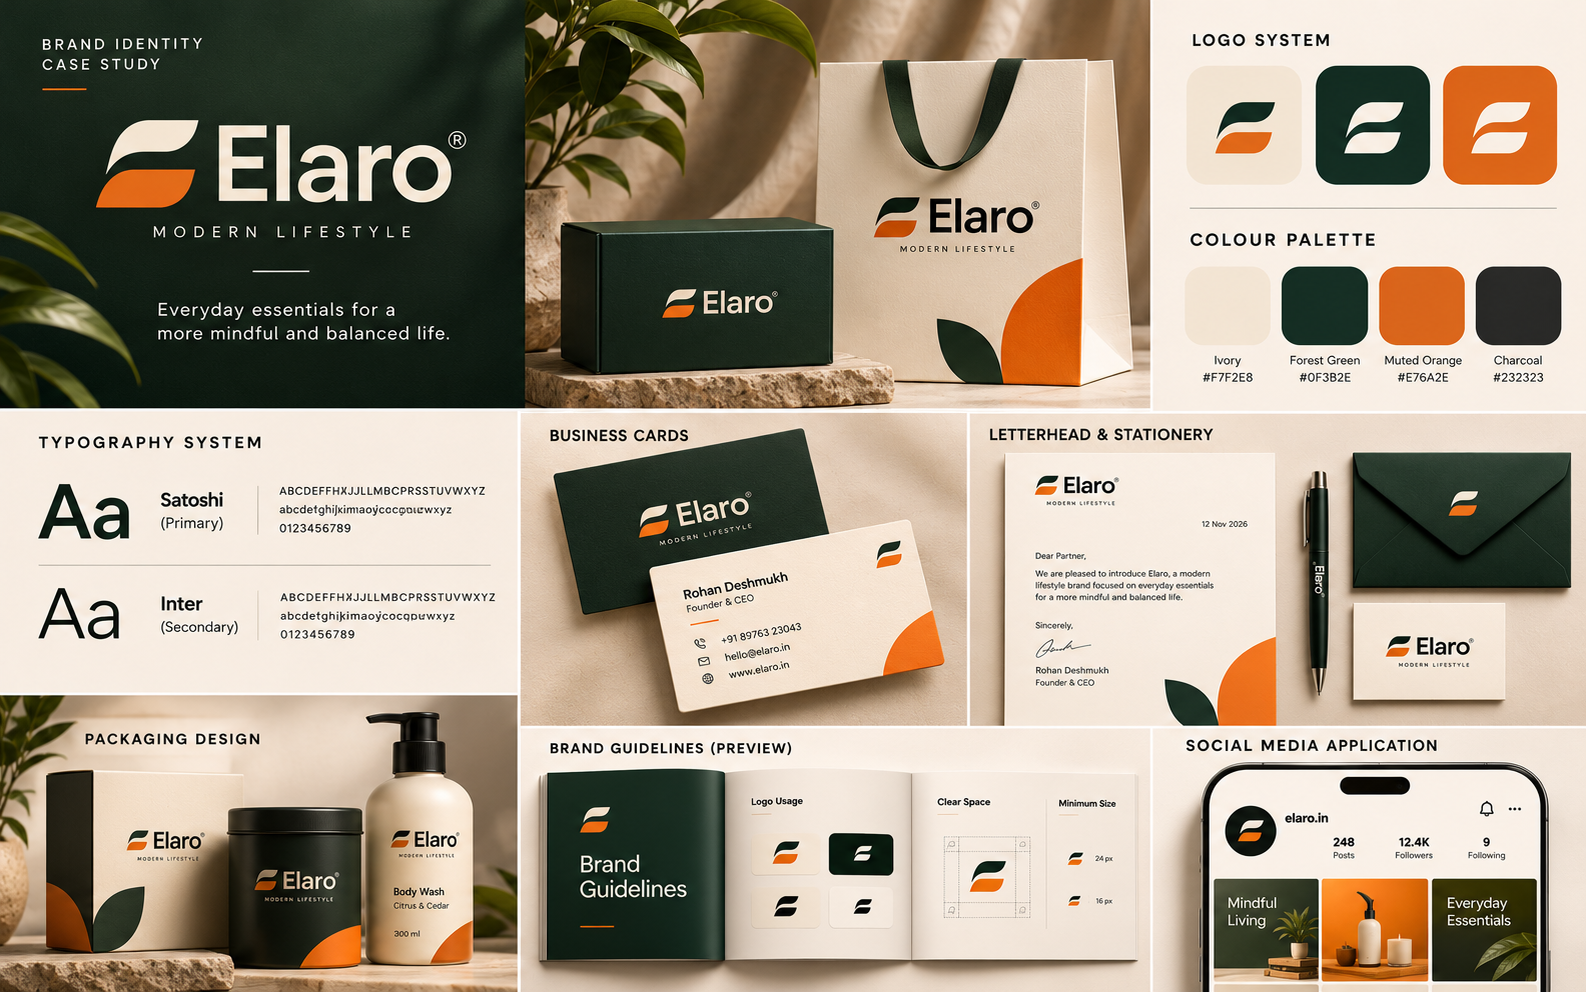 BRAND IDENTITY
CASE STUDY
Elaro®
MODERN LIFESTYLE
Everyday essentials for a
more mindful and balanced life.
Elaro®
Elaro®
MODERN LIFESTYLE
LOGO SYSTEM
COLOUR PALETTE
Ivory
#F7F2E8
Forest Green
#0F3B2E
Muted Orange
#E76A2E
Charcoal
#232323
TYPOGRAPHY SYSTEM
Aa
Satoshi
(Primary)
ABCDEFFHXJJLLMBCPRSSTUVWXYZ
0123456789
Aa
Inter
(Secondary)
ABCDEFFHXJJLLMBCPRSSTUVWXYZ
0123456789
BUSINESS CARDS
Elaro®
MODERN LIFESTYLE
Rohan Deshmukh
Founder & CEO
+91 89763 23043
hello@elaro.in
www.elaro.in
LETTERHEAD & STATIONERY
Elaro®
MODERN LIFESTYLE
12 Nov 2026
Dear Partner,
We are pleased to introduce Elaro, a modern
lifestyle brand focused on everyday essentials
for a more mindful and balanced life.
Sincerely,
Rohan Deshmukh
Founder & CEO
Elaro®
Elaro®
MODERN LIFESTYLE
PACKAGING DESIGN
Elaro®
MODERN LIFESTYLE
Elaro®
MODERN LIFESTYLE
Elaro®
MODERN LIFESTYLE
Body Wash
Citrus & Cedar
300 ml
BRAND GUIDELINES (PREVIEW)
Brand
Guidelines
Logo Usage
Clear Space
Minimum Size
24 px
16 px
SOCIAL MEDIA APPLICATION
elaro.in
248
Posts
12.4K
Followers
9
Following
Mindful
Living
Everyday
Essentials